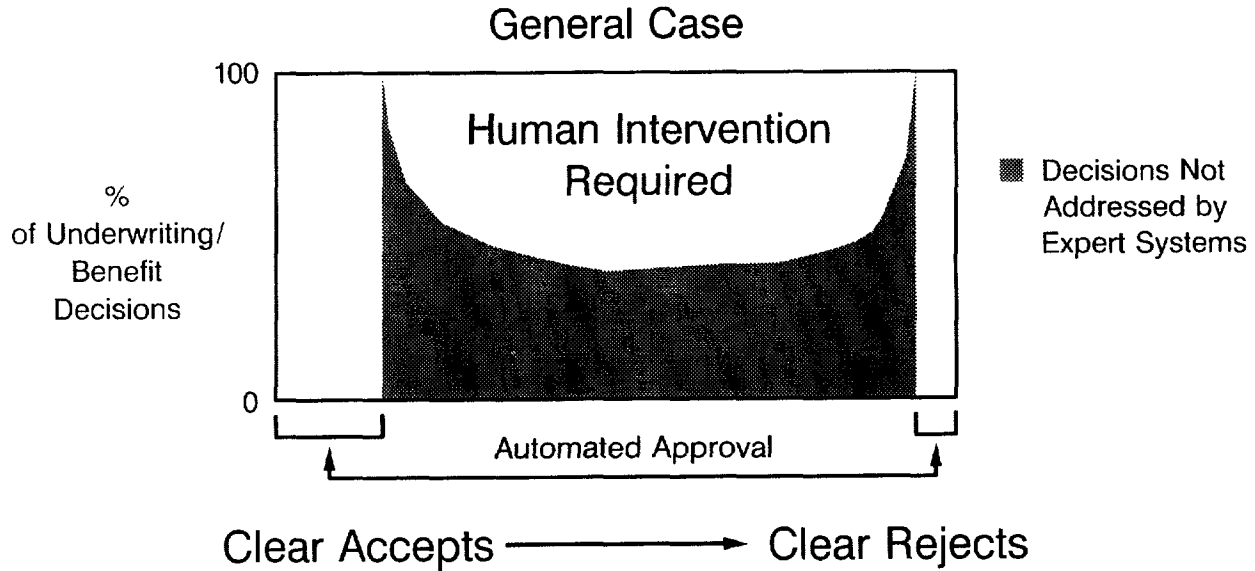 General Case
100
Human Intervention
Required
%
of Underwriting/
Benefit
Decisions
Decisions Not
Addressed by
Expert Systems
0
Automated Approval
Clear Accepts
Clear Rejects